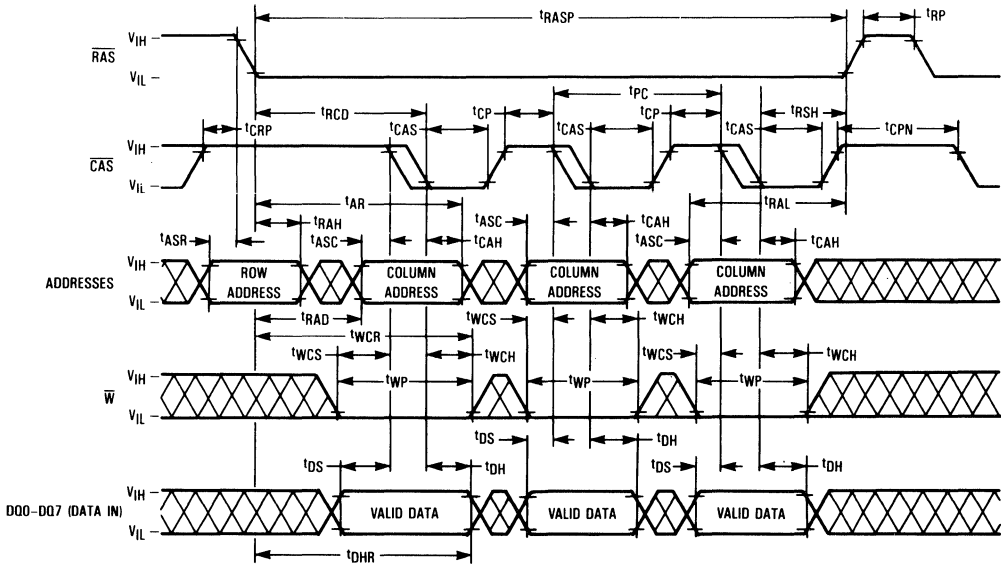 tRASP
tRP
RAS
VIH
VIL
tRCD
tCP
tPC
tCP
tRSH
tCRP
tCAS
tCAS
tCAS
tCPN
CAS
VIH
VIL
tAR
tRAL
tRAH
tASC
tCAH
tASR
tASC
tCAH
tASC
tCAH
ADDRESSES
VIH
VIL
ROW ADDRESS
COLUMN ADDRESS
COLUMN ADDRESS
COLUMN ADDRESS
tRAD
tWCR
tWCS
tWCH
tWCS
tWCH
tWCS
tWCH
W
VIH
VIL
tWP
tWP
tWP
tDS
tDH
tDS
tDH
tDS
tDH
DQ0–DQ7 (DATA IN)
VIH
VIL
VALID DATA
VALID DATA
VALID DATA
tDHR